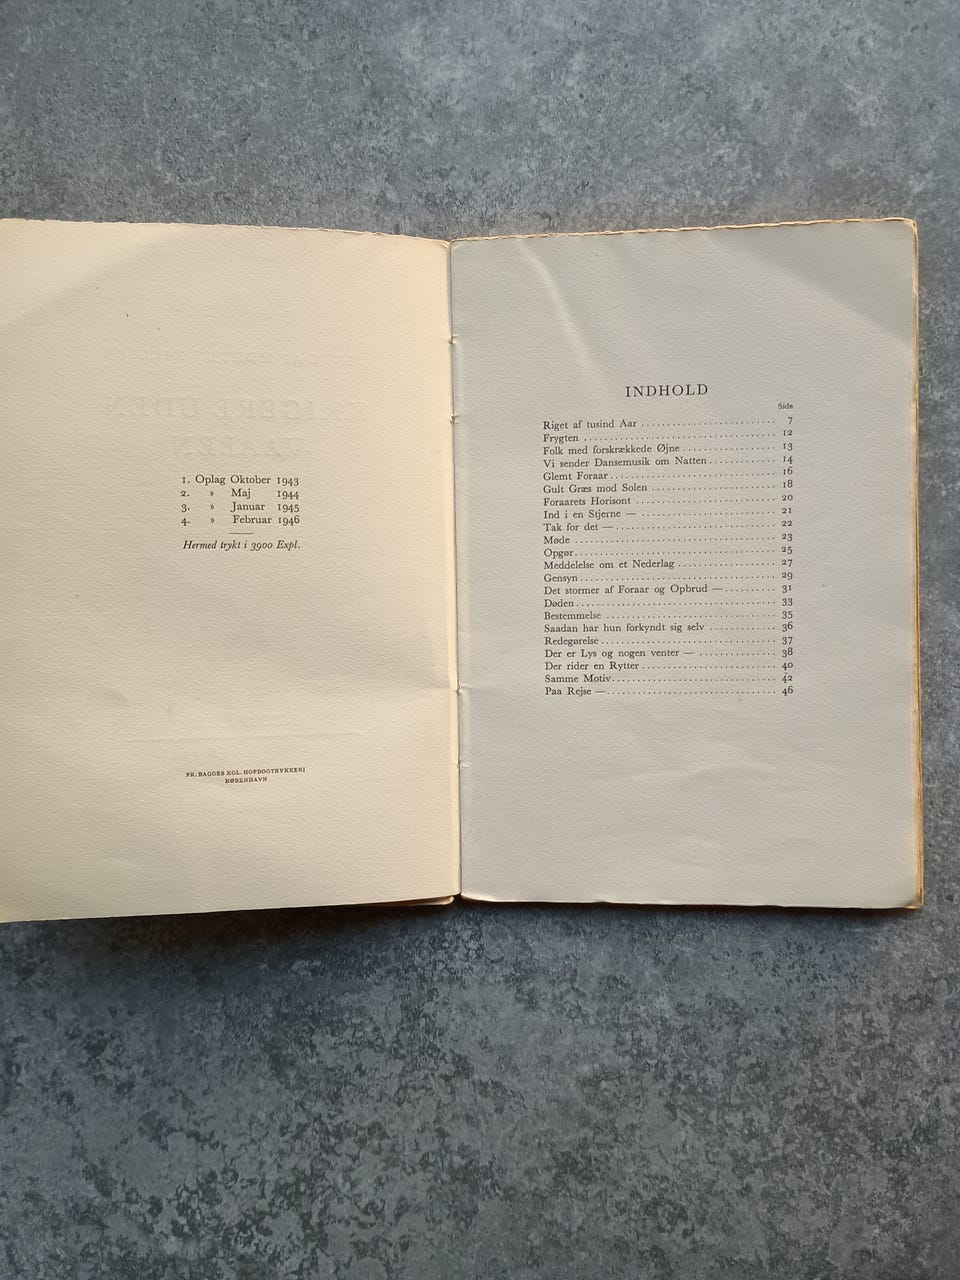 1. Oplag Oktober 1943
2. » Maj 1944
3. » Januar 1945
4. » Februar 1946
Hermed trykt i 3900 Expl.
FR. BAGGES KGL. HOFBOGTRYKKERI
KØBENHAVN
INDHOLD
Side
Riget af tusind Aar 7
Frygten 12
Folk med forskrækkede Øjne 13
Vi sender Dansemusik om Natten 14
Glemt Foraar 16
Gult Græs mod Solen 18
Foraarets Horisont 20
Ind i en Stjerne — 21
Tak for det — 22
Møde 23
Opgør 25
Meddelelse om et Nederlag 27
Gensyn 29
Det stormer af Foraar og Opbrud — 31
Døden 33
Bestemmelse 35
Saadan har hun forkyndt sig selv 36
Redegørelse 37
Der er Lys og nogen venter — 38
Der rider en Rytter 40
Samme Motiv 42
Paa Rejse — 46